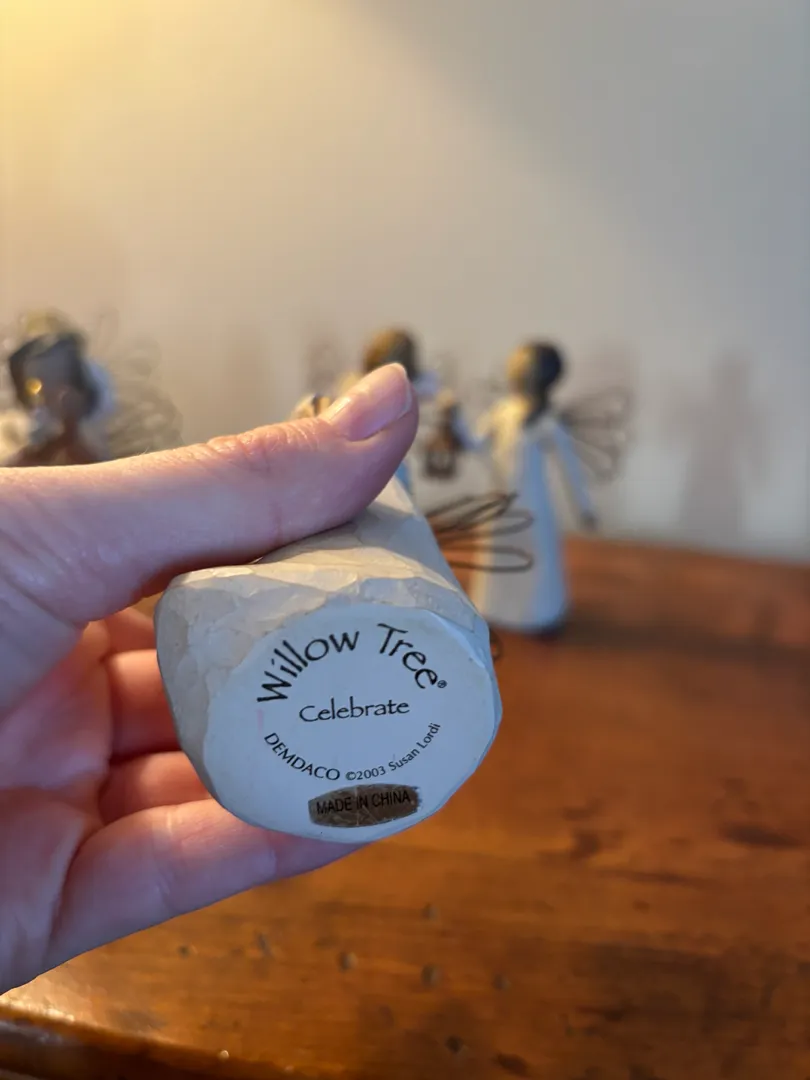 Willow Tree®
Celebrate
DEMDACO ©2003 Susan Lordi
MADE IN CHINA